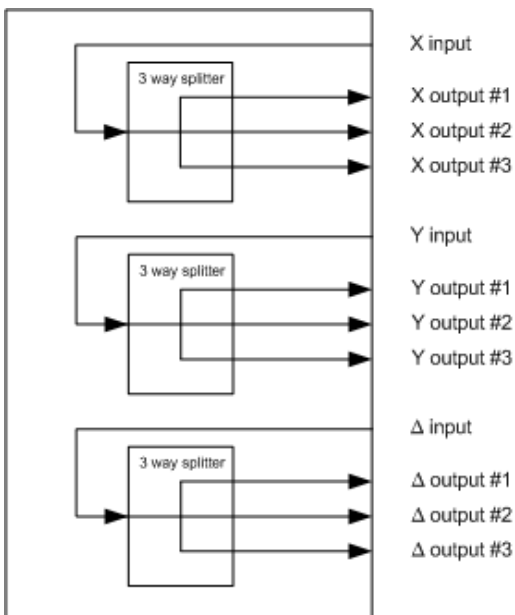 X input
3 way splitter
X output #1
X output #2
X output #3
Y input
3 way splitter
Y output #1
Y output #2
Y output #3
Δ input
3 way splitter
Δ output #1
Δ output #2
Δ output #3